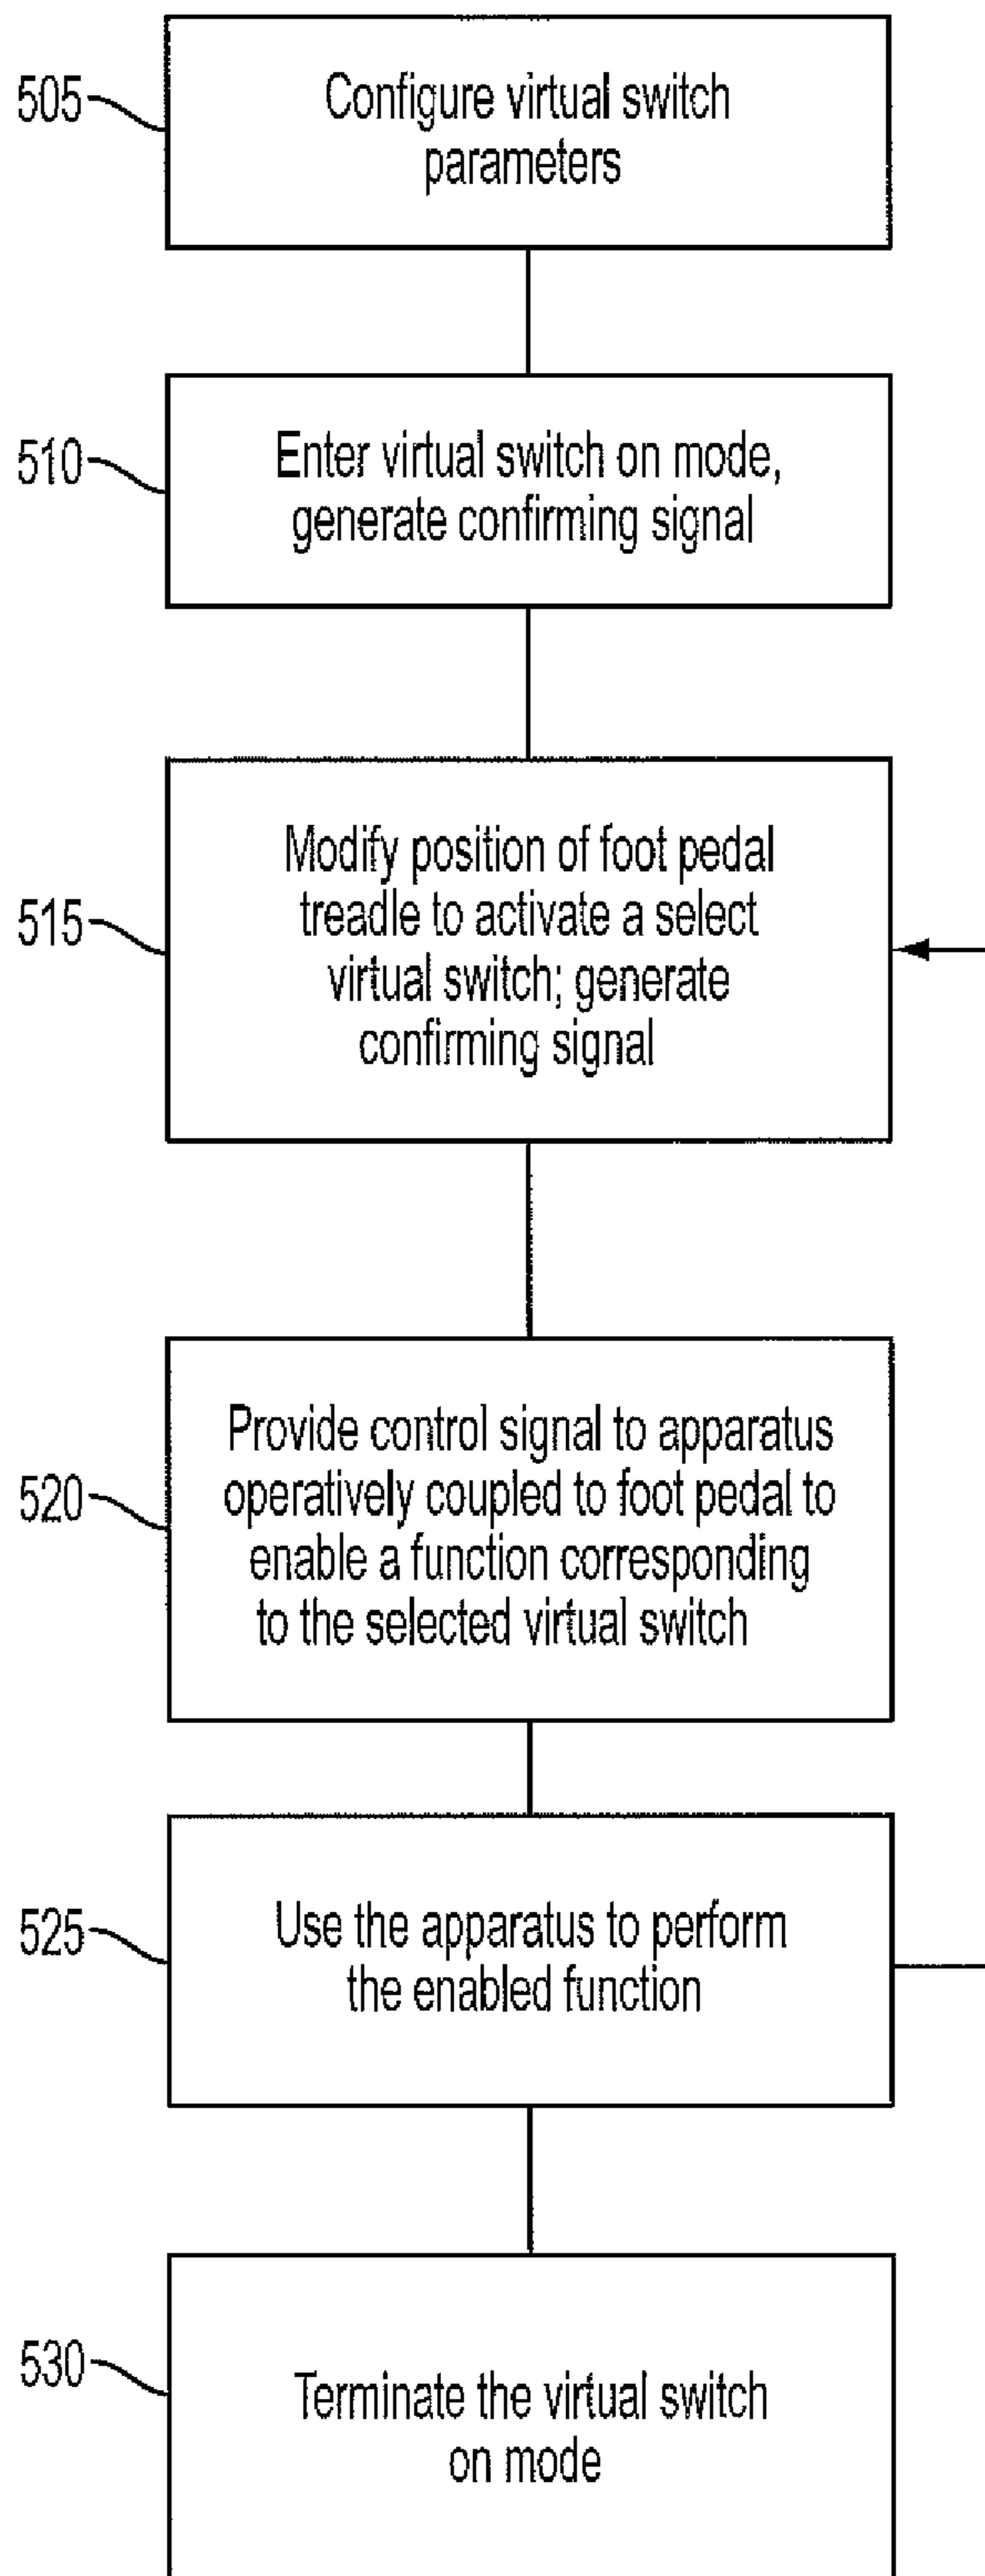 505
Configure virtual switch
parameters
510
Enter virtual switch on mode,
generate confirming signal
515
Modify position of foot pedal
treadle to activate a select
virtual switch; generate
confirming signal
520
Provide control signal to apparatus
operatively coupled to foot pedal to
enable a function corresponding
to the selected virtual switch
525
Use the apparatus to perform
the enabled function
530
Terminate the virtual switch
on mode